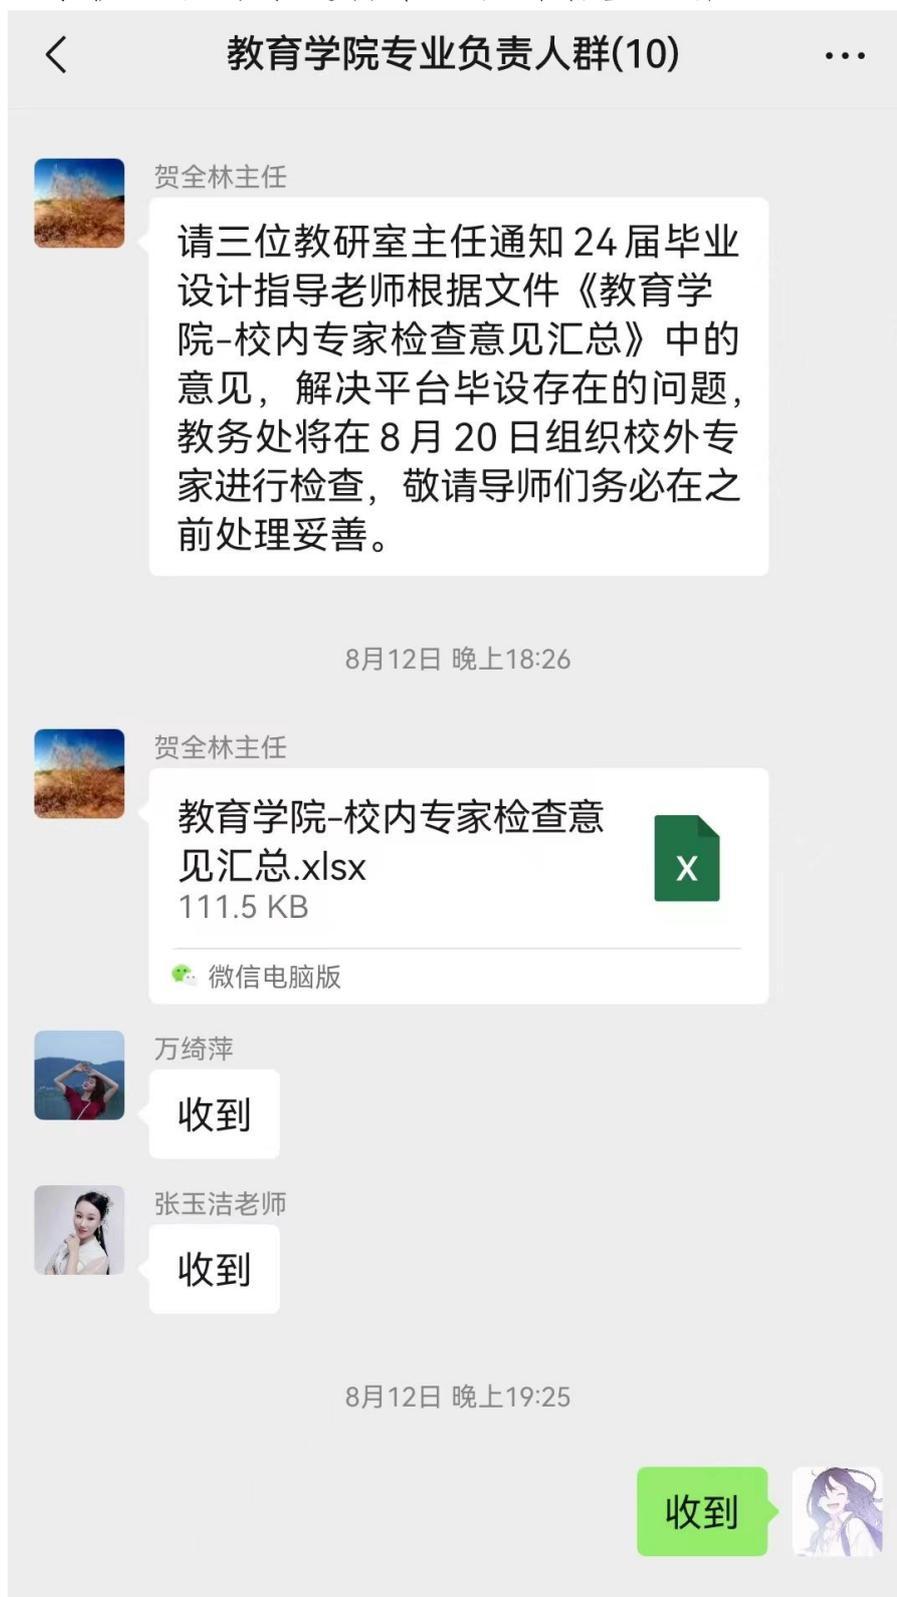 教育学院专业负责人群(10)
贺全林主任
请三位教研室主任通知24届毕业
设计指导老师根据文件《教育学
院-校内专家检查意见汇总》中的
意见，解决平台毕设存在的问题，
教务处将在8月20日组织校外专
家进行检查，敬请导师们务必在之
前处理妥善。
8月12日 晚上18:26
贺全林主任
教育学院-校内专家检查意
见汇总.xlsx
X
111.5 KB
微信电脑版
万绮萍
收到
张玉洁老师
收到
8月12日 晚上19:25
收到